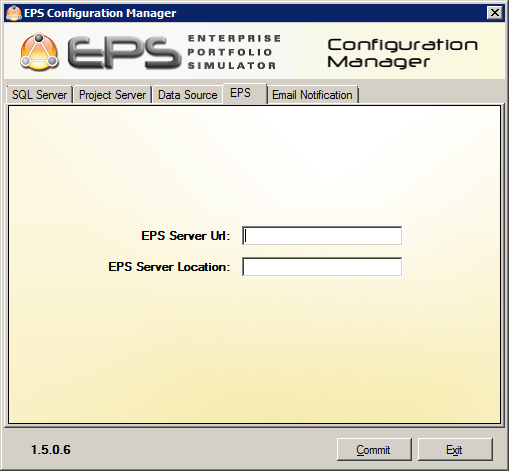 EPS Configuration Manager
EPS ENTERPRISE PORTFOLIO SIMULATOR
Configuration Manager
SQL Server Project Server Data Source EPS Email Notification
EPS Server Url:
EPS Server Location:
1.5.0.6 Commit Exit